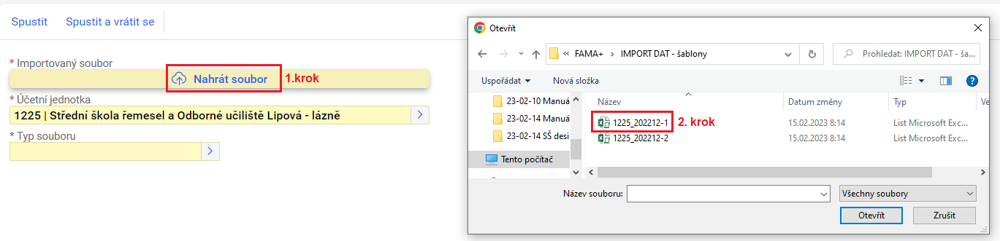 Spustit Spustit a vrátit se
* Importovaný soubor
Nahrát soubor 1.krok
* Účetní jednotka
1225 | Střední škola řemesel a Odborné učiliště Lipová - lázně
* Typ souboru
Otevřít
« FAMA+ › IMPORT DAT - šablony
Prohledat: IMPORT DAT - ša...
Uspořádat Nová složka
Název Datum změny Typ Ve
23-02-10 Manuá
23-02-14 Manuá
23-02-14 SŠ desi
Tento počítač
1225_202212-1 2. krok 15.02.2023 8:14 List Microsoft Exc...
1225_202212-2 15.02.2023 8:14 List Microsoft Exc...
Název souboru: Všechny soubory
Otevřít Zrušit